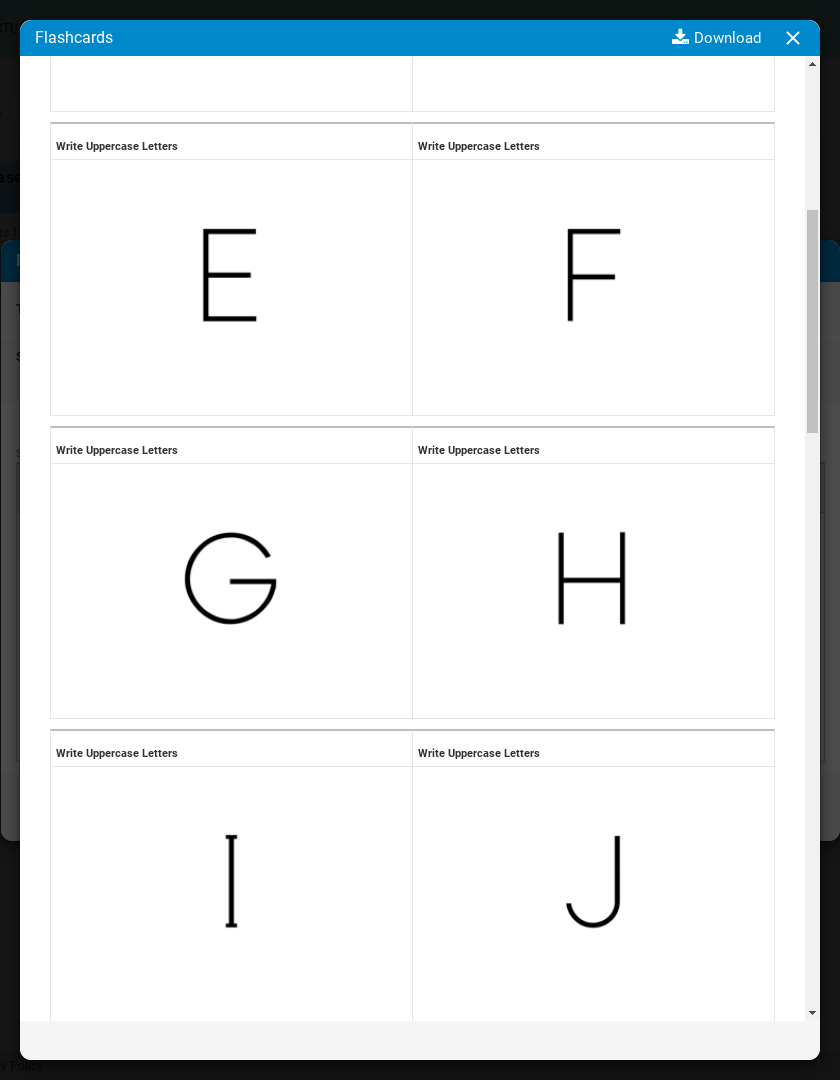 Flashcards Download
Write Uppercase Letters Write Uppercase Letters
E F
Write Uppercase Letters Write Uppercase Letters
G H
Write Uppercase Letters Write Uppercase Letters
I J
Policy